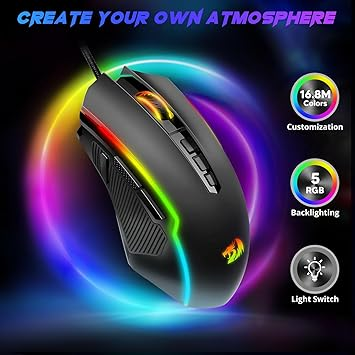 CREATE YOUR OWN ATMOSPHERE
16.8M
Colors
Customization
5
RGB
Backlighting
Light Switch